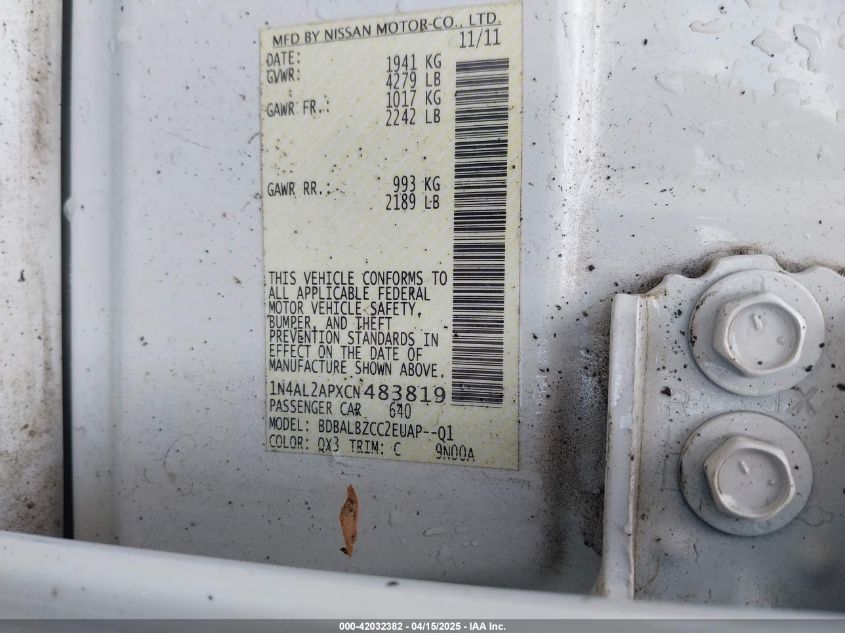 MFD BY NISSAN MOTOR-CO., LTD.
DATE: 11/11
GVWR: 1941 KG
4279 LB
GAWR FR.: 1017 KG
2242 LB
GAWR RR.: 993 KG
2189 LB
THIS VEHICLE CONFORMS TO
ALL APPLICABLE FEDERAL
MOTOR VEHICLE SAFETY,
BUMPER, AND THEFT
PREVENTION STANDARDS IN
EFFECT ON THE DATE OF
MANUFACTURE SHOWN ABOVE.
1N4AL2APXCN483819
PASSENGER CAR 640
MODEL: BDBALBZCC2EUAP--Q1
COLOR: QX3 TRIM: C 9N00A
000-42032382 - 04/15/2025 - IAA Inc.